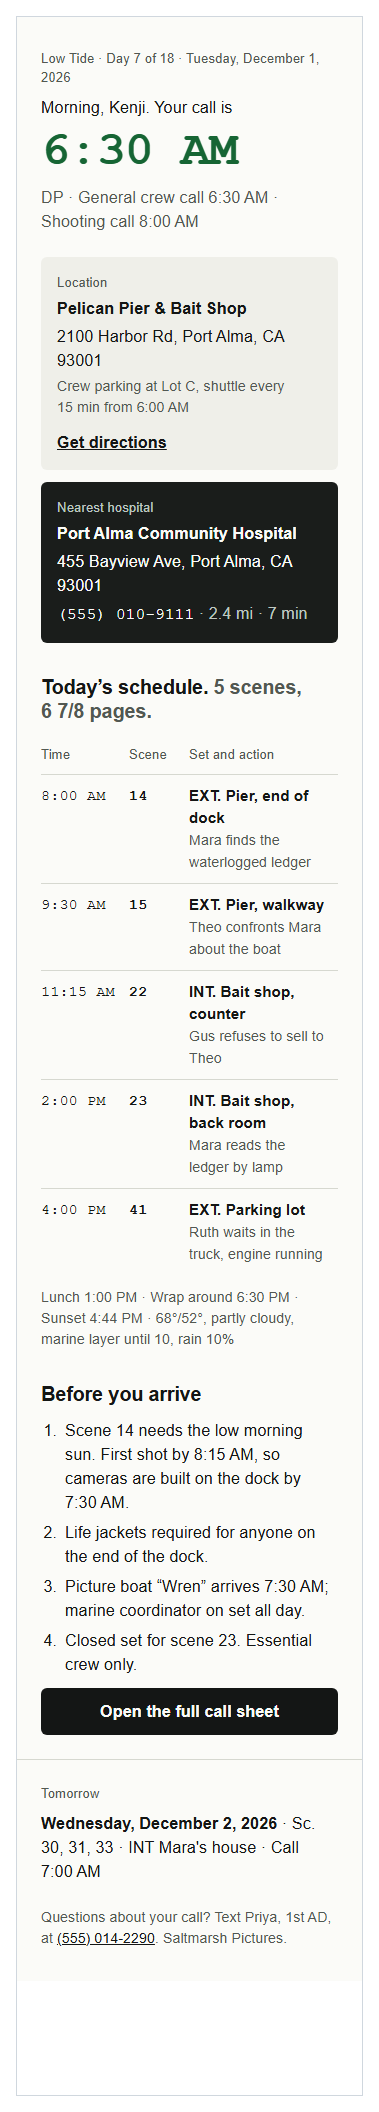 Low Tide · Day 7 of 18 · Tuesday, December 1,
2026
Morning, Kenji. Your call is
6:30 AM
DP · General crew call 6:30 AM ·
Shooting call 8:00 AM
Location
Pelican Pier & Bait Shop
2100 Harbor Rd, Port Alma, CA
93001
Crew parking at Lot C, shuttle every
15 min from 6:00 AM
Get directions
Nearest hospital
Port Alma Community Hospital
455 Bayview Ave, Port Alma, CA
93001
(555) 010-9111 · 2.4 mi · 7 min
Today’s schedule. 5 scenes,
6 7/8 pages.
Time Scene Set and action
8:00 AM 14 EXT. Pier, end of
dock
Mara finds the
waterlogged ledger
9:30 AM 15 EXT. Pier, walkway
Theo confronts Mara
about the boat
11:15 AM 22 INT. Bait shop,
counter
Gus refuses to sell to
Theo
2:00 PM 23 INT. Bait shop,
back room
Mara reads the
ledger by lamp
4:00 PM 41 EXT. Parking lot
Ruth waits in the
truck, engine running
Lunch 1:00 PM · Wrap around 6:30 PM ·
Sunset 4:44 PM · 68°/52°, partly cloudy,
marine layer until 10, rain 10%
Before you arrive
1. Scene 14 needs the low morning
sun. First shot by 8:15 AM, so
cameras are built on the dock by
7:30 AM.
2. Life jackets required for anyone on
the end of the dock.
3. Picture boat “Wren” arrives 7:30 AM;
marine coordinator on set all day.
4. Closed set for scene 23. Essential
crew only.
Open the full call sheet
Tomorrow
Wednesday, December 2, 2026 · Sc.
30, 31, 33 · INT Mara's house · Call
7:00 AM
Questions about your call? Text Priya, 1st AD,
at (555) 014-2290. Saltmarsh Pictures.